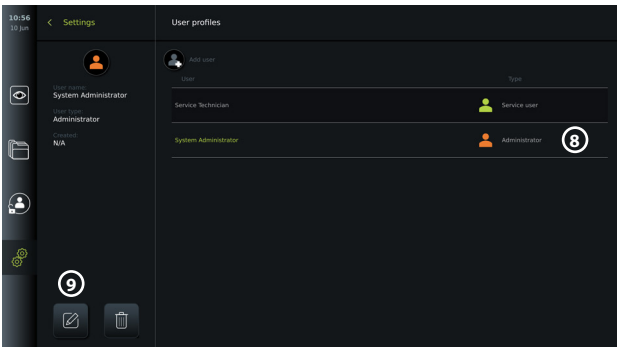 10:56
10 Jun
Settings
User profiles
Add user
User
Type
User name:
System Administrator
User type:
Administrator
Created:
N/A
Service Technician
Service user
System Administrator
Administrator
8
9